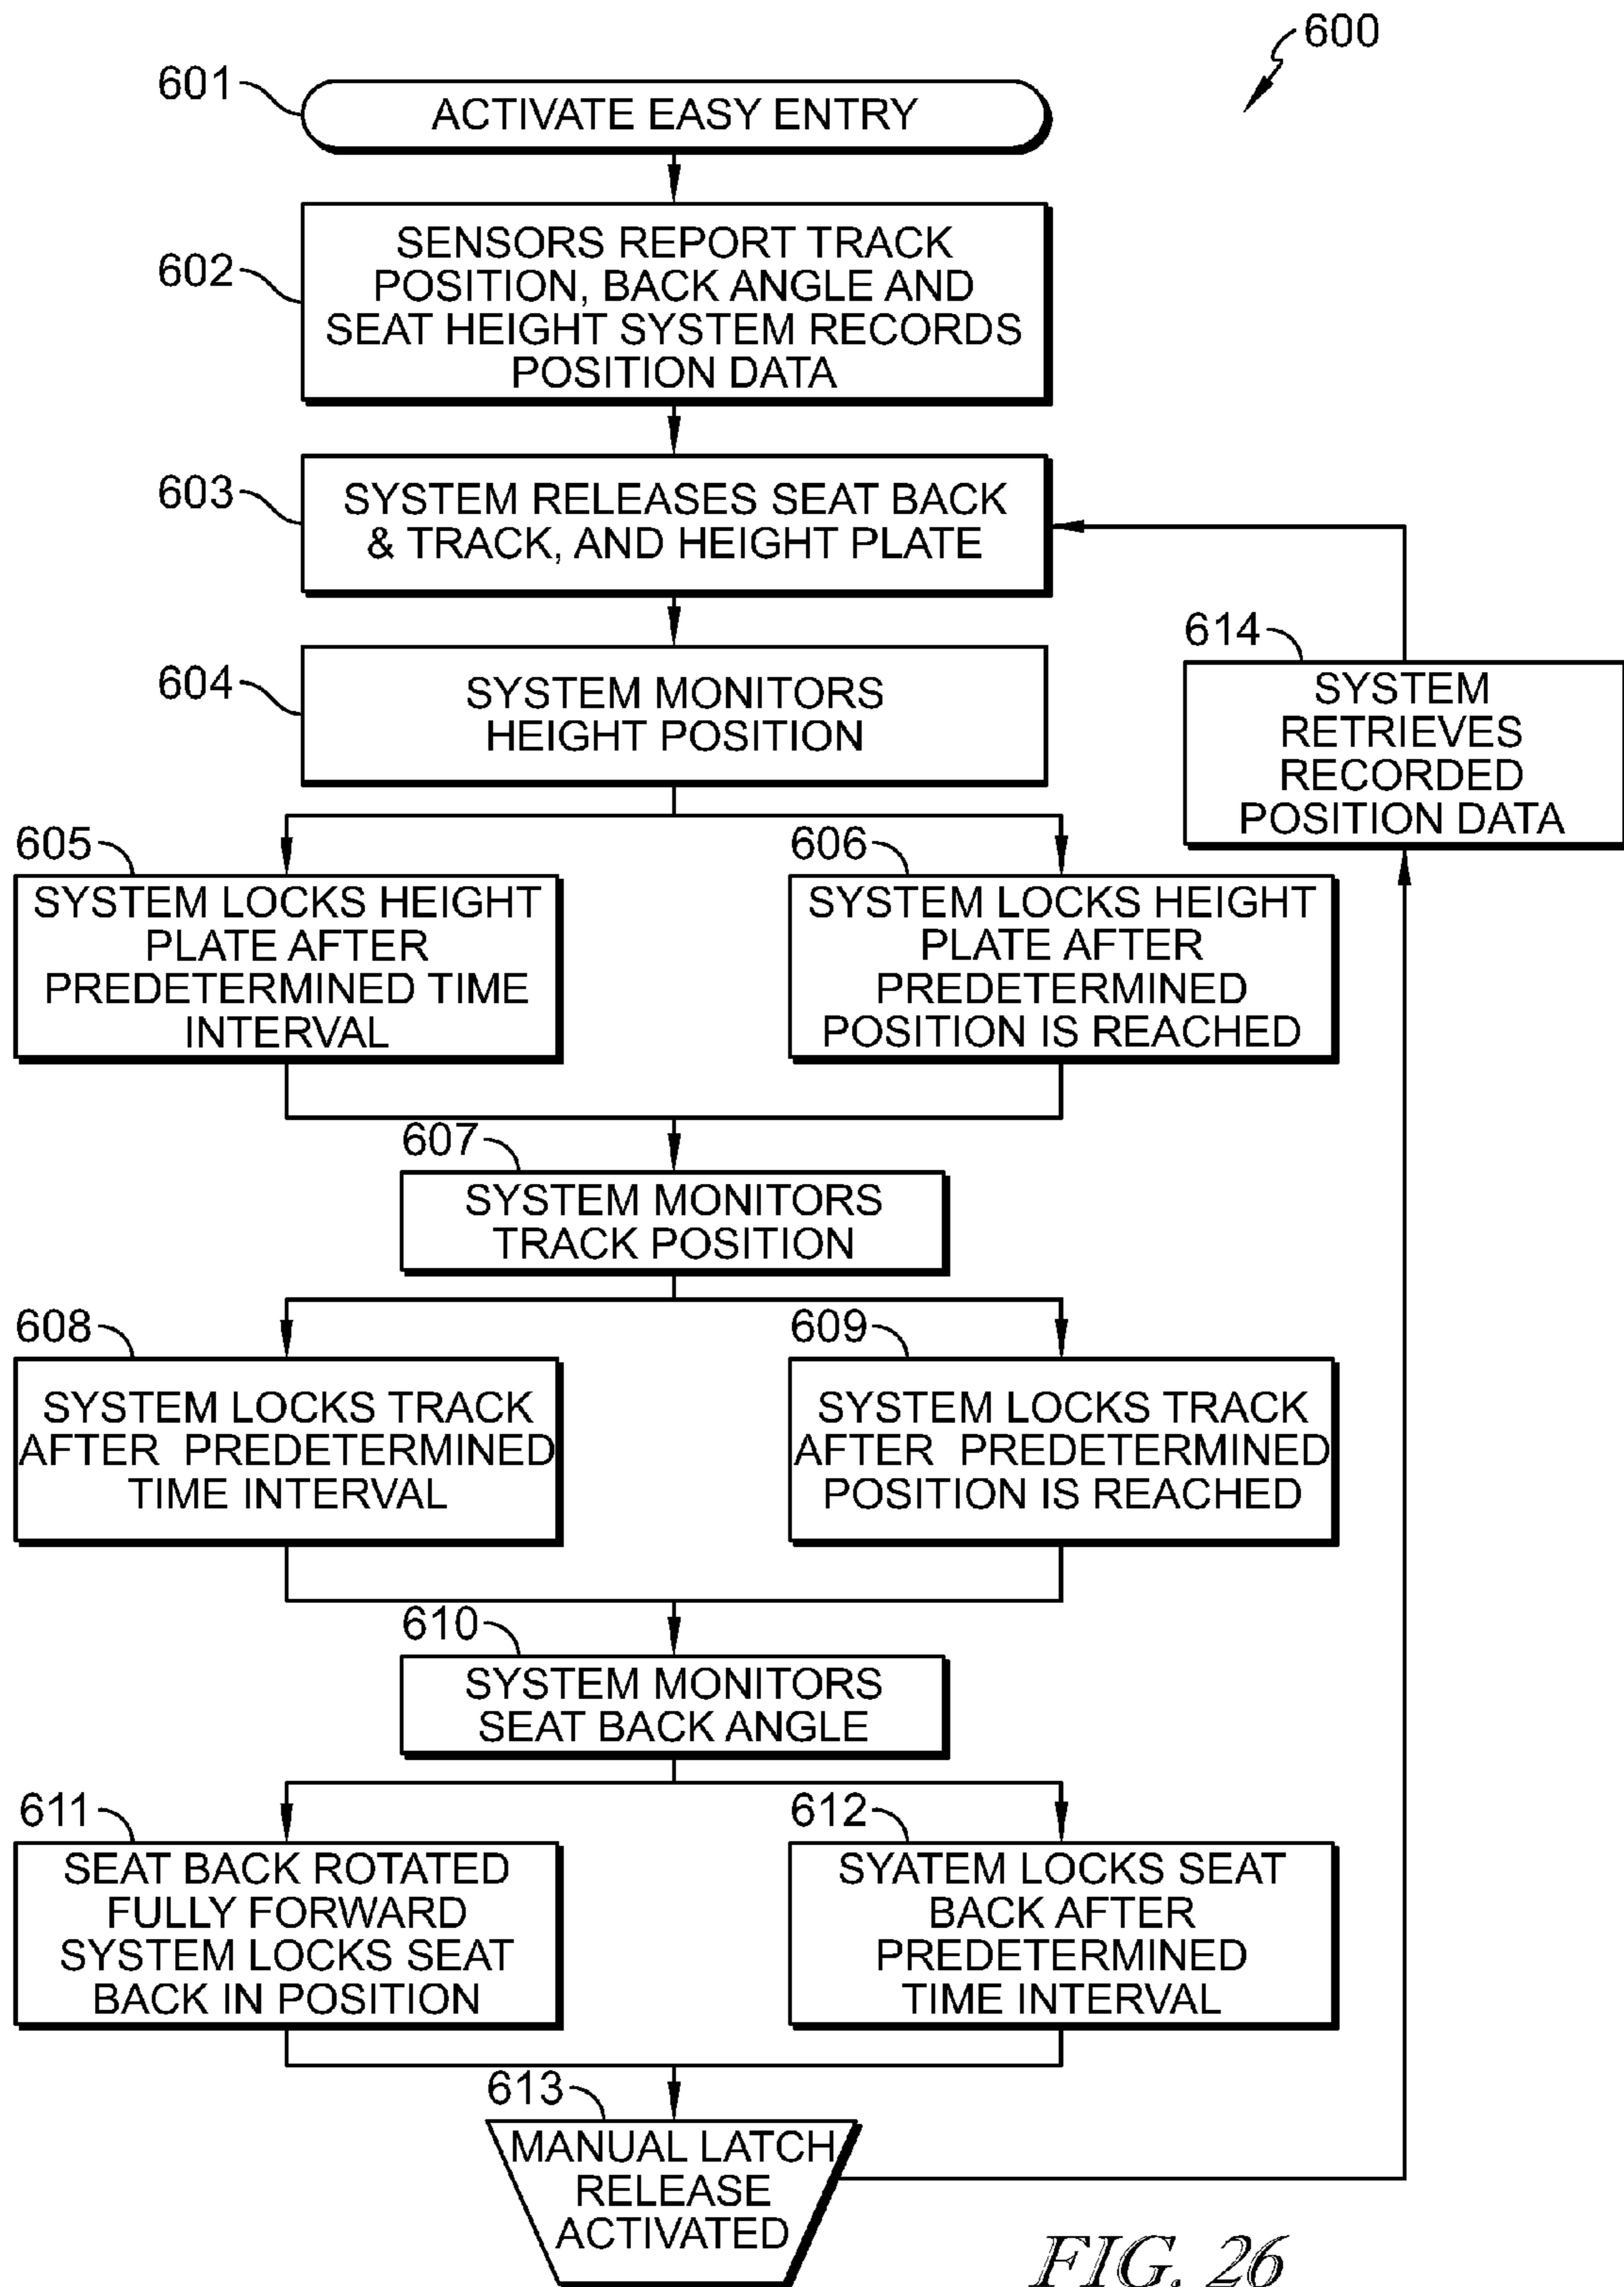 600
601
ACTIVATE EASY ENTRY
602
SENSORS REPORT TRACK
POSITION, BACK ANGLE AND
SEAT HEIGHT SYSTEM RECORDS
POSITION DATA
603
SYSTEM RELEASES SEAT BACK
& TRACK, AND HEIGHT PLATE
604
SYSTEM MONITORS
HEIGHT POSITION
614
SYSTEM
RETRIEVES
RECORDED
POSITION DATA
605
SYSTEM LOCKS HEIGHT
PLATE AFTER
PREDETERMINED TIME
INTERVAL
606
SYSTEM LOCKS HEIGHT
PLATE AFTER
PREDETERMINED
POSITION IS REACHED
607
SYSTEM MONITORS
TRACK POSITION
608
SYSTEM LOCKS TRACK
AFTER PREDETERMINED
TIME INTERVAL
609
SYSTEM LOCKS TRACK
AFTER PREDETERMINED
POSITION IS REACHED
610
SYSTEM MONITORS
SEAT BACK ANGLE
611
SEAT BACK ROTATED
FULLY FORWARD
SYSTEM LOCKS SEAT
BACK IN POSITION
612
SYATEM LOCKS SEAT
BACK AFTER
PREDETERMINED
TIME INTERVAL
613
MANUAL LATCH
RELEASE
ACTIVATED
FIG. 26